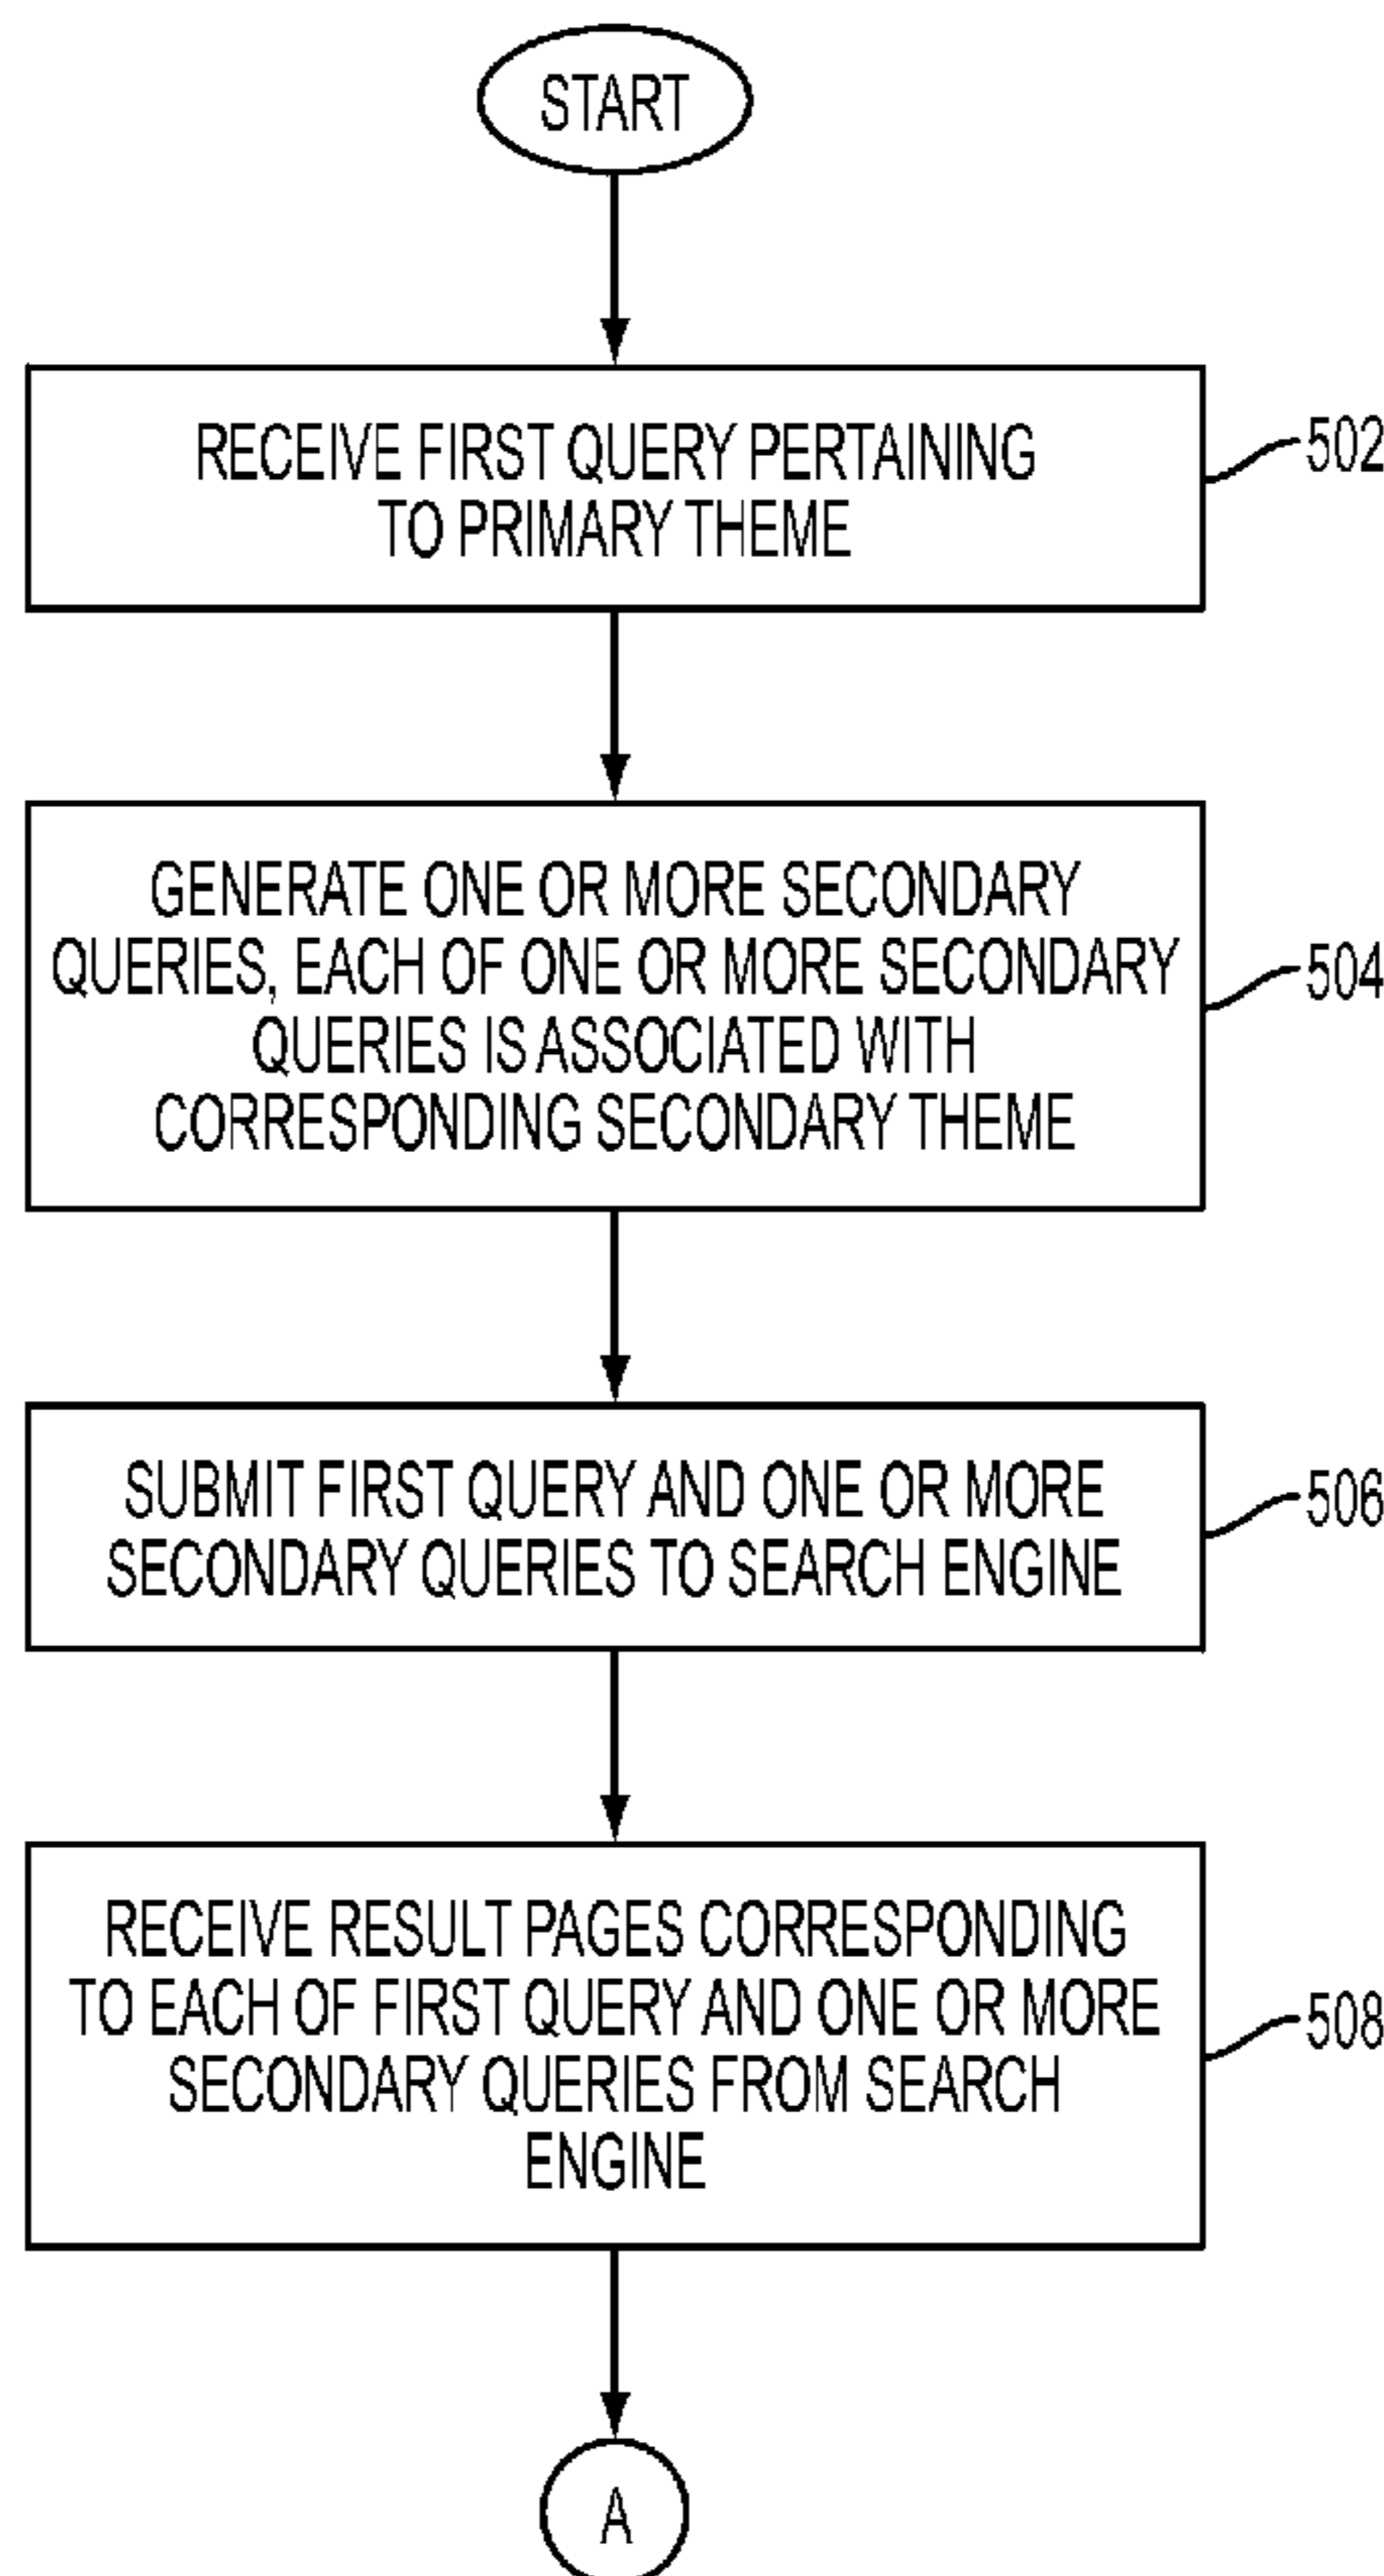 START
RECEIVE FIRST QUERY PERTAINING
TO PRIMARY THEME
502
GENERATE ONE OR MORE SECONDARY
QUERIES, EACH OF ONE OR MORE SECONDARY
QUERIES IS ASSOCIATED WITH
CORRESPONDING SECONDARY THEME
504
SUBMIT FIRST QUERY AND ONE OR MORE
SECONDARY QUERIES TO SEARCH ENGINE
506
RECEIVE RESULT PAGES CORRESPONDING
TO EACH OF FIRST QUERY AND ONE OR MORE
SECONDARY QUERIES FROM SEARCH
ENGINE
508
A